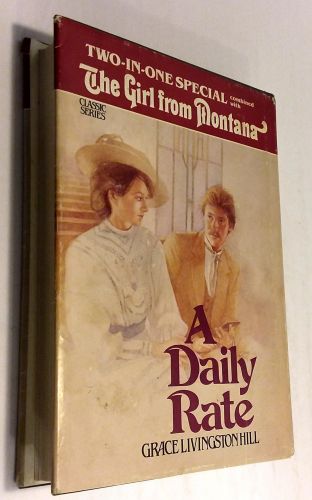 TWO-IN-ONE SPECIAL combined with
The Girl from Montana
CLASSIC
SERIES
A
Daily
Rate
GRACE LIVINGSTON HILL